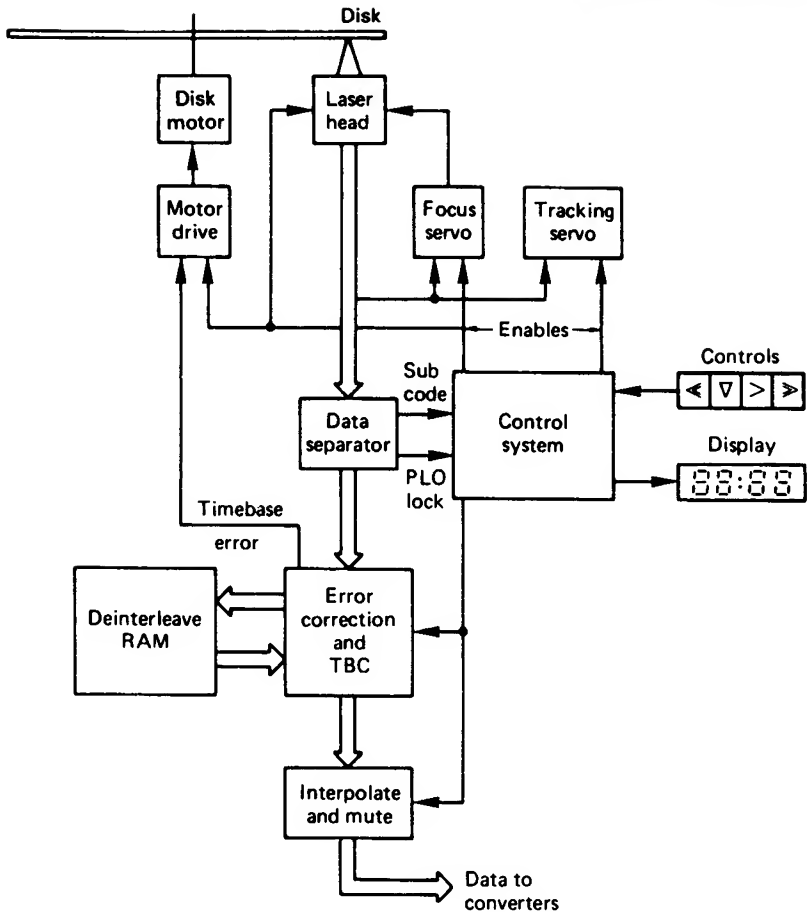 Disk
Disk
motor
Laser
head
Motor
drive
Focus
servo
Tracking
servo
Enables
Controls
Sub
code
Data
separator
Control
system
Display
88:88
PLO
lock
Timebase
error
Deinterleave
RAM
Error
correction
and
TBC
Interpolate
and mute
Data to
converters